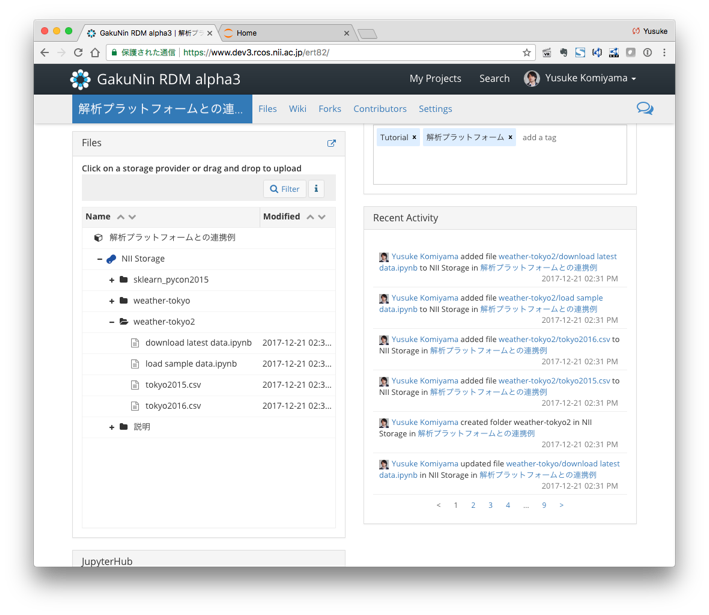 GakuNin RDM alpha3 | 解析プラ
Home
Yusuke
保護された通信
https://www.dev3.rcos.nii.ac.jp/ert82/
GakuNin RDM alpha3
My Projects
Search
Yusuke Komiyama
解析プラットフォームとの連...
Files
Wiki
Forks
Contributors
Settings
Files
Click on a storage provider or drag and drop to upload
Filter
Name
Modified
解析プラットフォームとの連携例
NII Storage
sklearn_pycon2015
weather-tokyo
weather-tokyo2
download latest data.ipynb 2017-12-21 02:3...
load sample data.ipynb 2017-12-21 02:3...
tokyo2015.csv 2017-12-21 02:3...
tokyo2016.csv 2017-12-21 02:3...
説明
JupyterHub
Tutorial x 解析プラットフォーム x add a tag
Recent Activity
Yusuke Komiyama added file weather-tokyo2/download latest
data.ipynb to NII Storage in 解析プラットフォームとの連携例
2017-12-21 02:31 PM
Yusuke Komiyama added file weather-tokyo2/load sample
data.ipynb to NII Storage in 解析プラットフォームとの連携例
2017-12-21 02:31 PM
Yusuke Komiyama added file weather-tokyo2/tokyo2016.csv to
NII Storage in 解析プラットフォームとの連携例
2017-12-21 02:31 PM
Yusuke Komiyama added file weather-tokyo2/tokyo2015.csv to
NII Storage in 解析プラットフォームとの連携例
2017-12-21 02:31 PM
Yusuke Komiyama created folder weather-tokyo2 in NII
Storage in 解析プラットフォームとの連携例
2017-12-21 02:31 PM
Yusuke Komiyama updated file weather-tokyo/download latest
data.ipynb in NII Storage in 解析プラットフォームとの連携例
2017-12-21 02:31 PM
< 1 2 3 4 ... 9 >